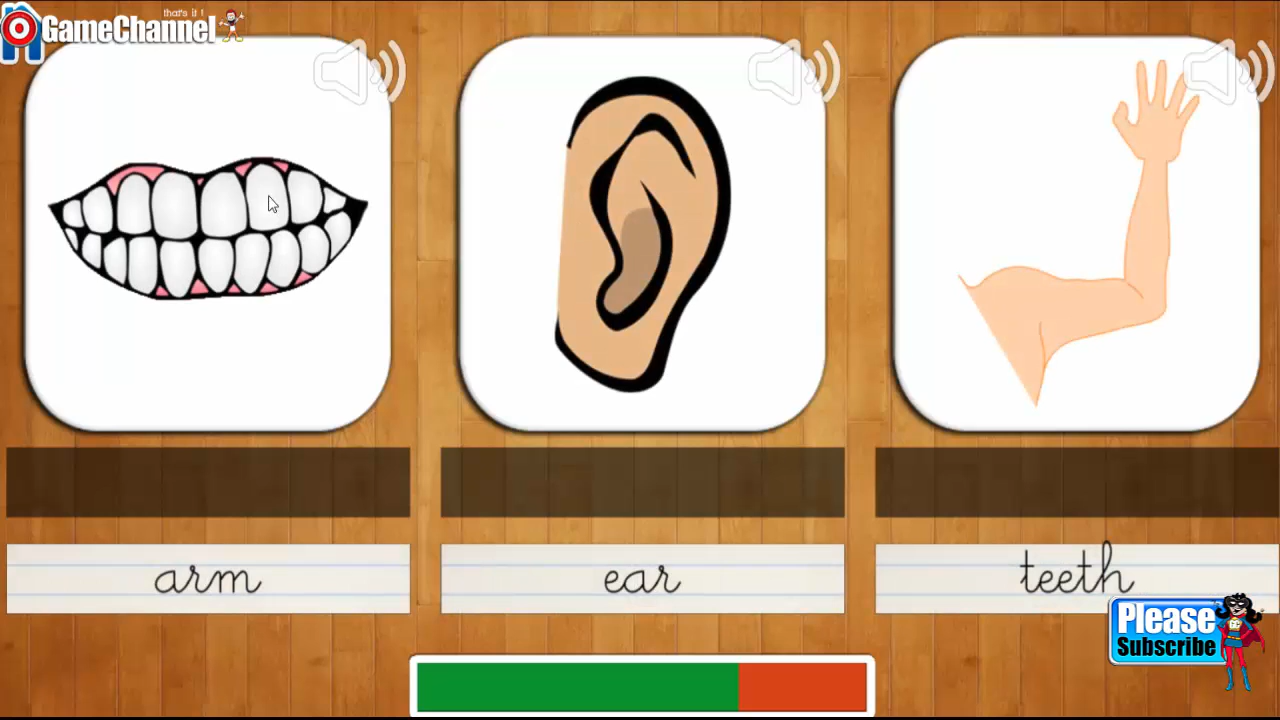 that's it !
GameChannel
arm
ear
teeth
Please
Subscribe